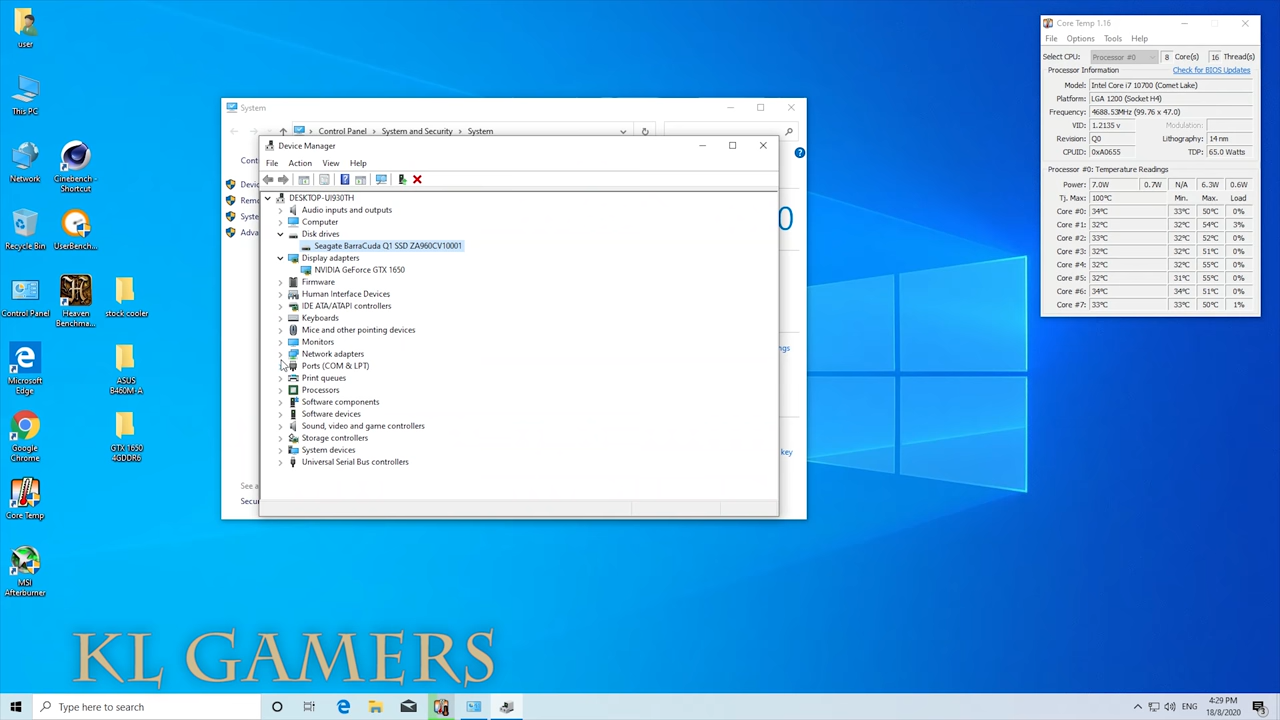 user
This PC
Network
Cinebench - Shortcut
Recycle Bin
UserBench...
Control Panel
Heaven Benchma...
stock cooler
Microsoft Edge
ASUS B460M-A
Google Chrome
GTX 1650 4GDDR6
Core Temp
MSI Afterburner
System
Control Panel
System and Security
System
Device Manager
File Action View Help
DESKTOP-UI930TH
Audio inputs and outputs
Computer
Disk drives
Seagate BarraCuda Q1 SSD ZA960CV10001
Display adapters
NVIDIA GeForce GTX 1650
Firmware
Human Interface Devices
IDE ATA/ATAPI controllers
Keyboards
Mice and other pointing devices
Monitors
Network adapters
Ports (COM & LPT)
Print queues
Processors
Software components
Software devices
Sound, video and game controllers
Storage controllers
System devices
Universal Serial Bus controllers
See a
Secu
key
Core Temp 1.16
File Options Tools Help
Select CPU: Processor #0 8 Core(s) 16 Thread(s)
Processor Information Check for BIOS Updates
Model: Intel Core i7 10700 (Comet Lake)
Platform: LGA 1200 (Socket H4)
Frequency: 4688.53MHz (99.76 x 47.0)
VID: 1.2135 v Modulation:
Revision: Q0 Lithography: 14 nm
CPUID: 0xA0655 TDP: 65.0 Watts
Processor #0: Temperature Readings
Power: 7.0W 0.7W N/A 6.3W 0.6W
Tj. Max: 100°C Min. Max. Load
Core #0: 34°C 33°C 50°C 0%
Core #1: 32°C 32°C 54°C 3%
Core #2: 33°C 32°C 51°C 0%
Core #3: 32°C 32°C 55°C 0%
Core #4: 32°C 32°C 52°C 0%
Core #5: 32°C 31°C 55°C 0%
Core #6: 34°C 34°C 51°C 0%
Core #7: 33°C 33°C 50°C 1%
KL GAMERS
Type here to search
ENG
4:29 PM
18/8/2020